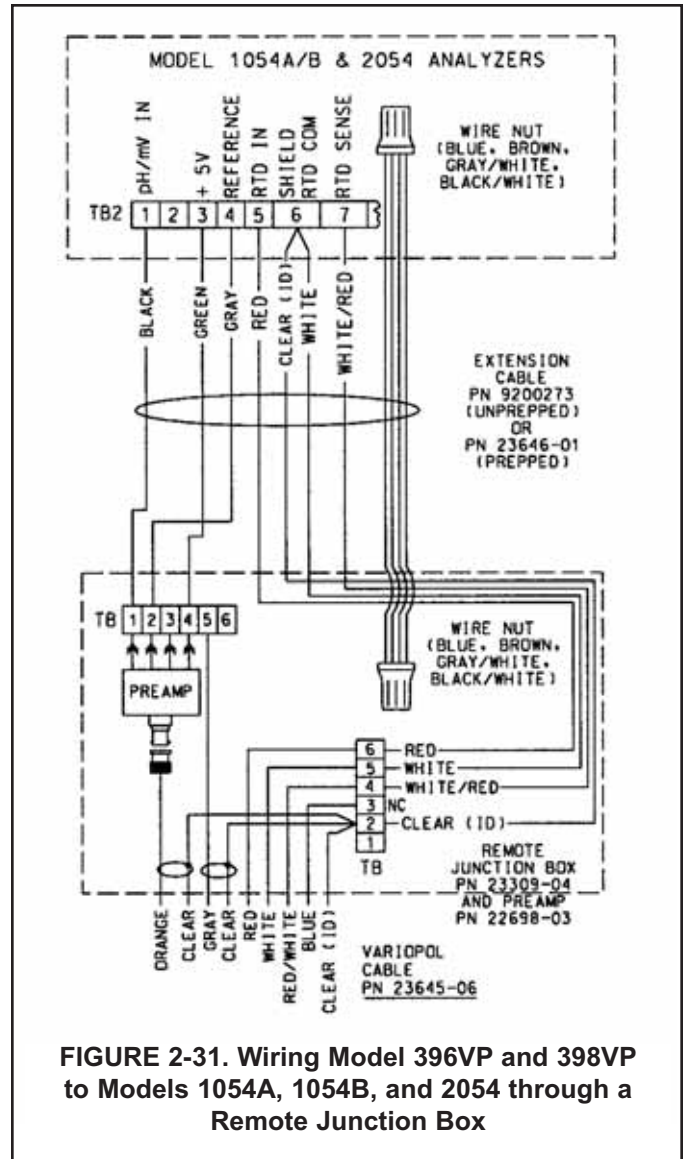 MODEL 1054A/B & 2054 ANALYZERS
pH/mV IN
+ 5V
REFERENCE
RTD IN
SHIELD
RTD COM
RTD SENSE
WIRE NUT
(BLUE, BROWN,
GRAY/WHITE,
BLACK/WHITE)
TB2 1 2 3 4 5 6 7
BLACK
GREEN
GRAY
RED
CLEAR (ID)
WHITE
WHITE/RED
EXTENSION
CABLE
PN 9200273
(UNPREPPED)
OR
PN 23646-01
(PREPPED)
TB 1 2 3 4 5 6
PREAMP
WIRE NUT
(BLUE, BROWN,
GRAY/WHITE,
BLACK/WHITE)
6 RED
5 WHITE
4 WHITE/RED
3 NC
2 CLEAR (ID)
1
TB
REMOTE
JUNCTION BOX
PN 23309-04
AND PREAMP
PN 22698-03
ORANGE
CLEAR
GRAY
CLEAR
RED
WHITE
RED/WHITE
BLUE
CLEAR (ID)
VARIOPOL
CABLE
PN 23645-06
FIGURE 2-31. Wiring Model 396VP and 398VP
to Models 1054A, 1054B, and 2054 through a
Remote Junction Box